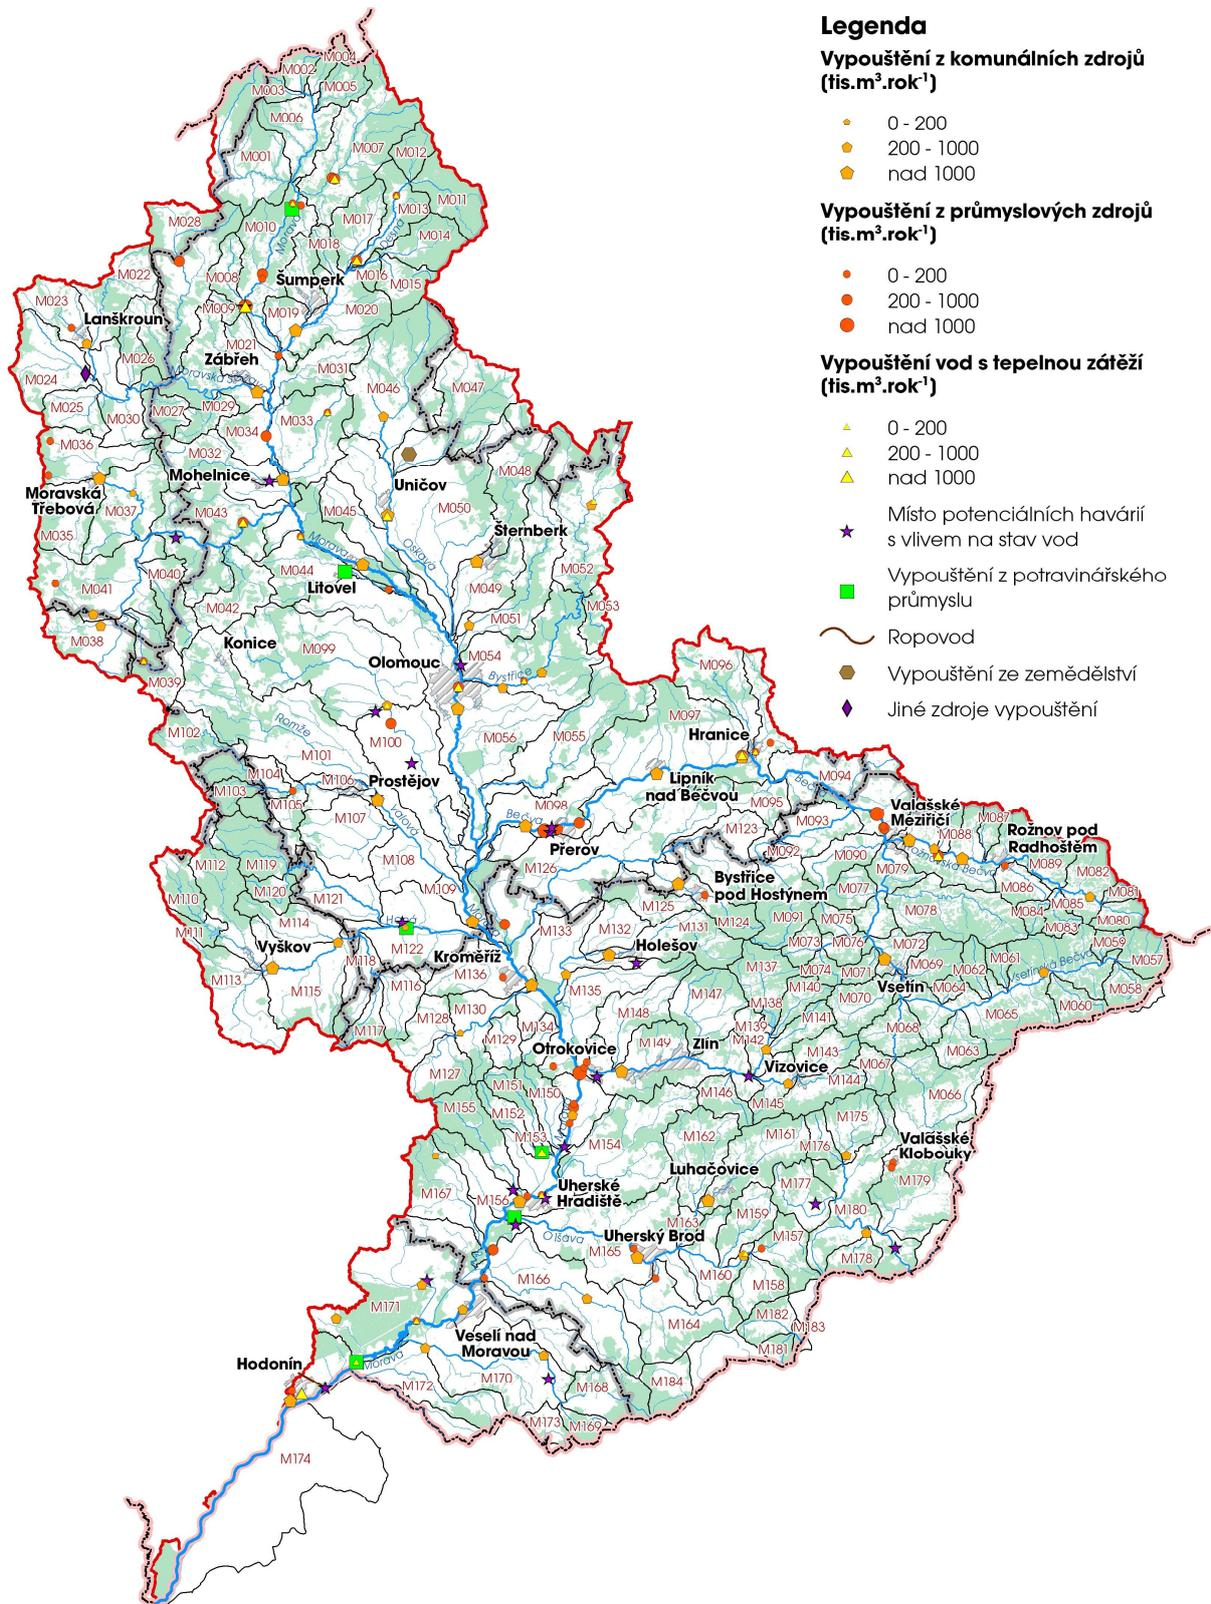 Legenda
Vypouštění z komunálních zdrojů
(tis.m³.rok⁻¹)
0 - 200
200 - 1000
nad 1000
Vypouštění z průmyslových zdrojů
(tis.m³.rok⁻¹)
0 - 200
200 - 1000
nad 1000
Vypouštění vod s tepelnou zátěží
(tis.m³.rok⁻¹)
0 - 200
200 - 1000
nad 1000
Místo potenciálních havárií
s vlivem na stav vod
Vypouštění z potravinářského
průmyslu
Ropovod
Vypouštění ze zemědělství
Jiné zdroje vypouštění
M004
M002
M003
M005
M006
M007
M001
M012
M011
M013
M017
M028
M010
Morava
M018
M014
M022
M008
Šumperk
M016
M015
M023
M009
M019
M020
Lanškroun
M021
Zábřeh
M026
M031
M024
M046
M047
M025
M027
M029
M030
M033
M034
M036
M032
Mohelnice
M048
Uničov
Moravská
Třebová
M037
M043
M045
M050
Šternberk
M035
Morava
Oskava
M044
M040
M052
M041
Litovel
M049
M042
M053
M051
M038
Konice
M099
Olomouc
M054
M096
Bystřice
M039
M097
Romže
M102
M100
Hranice
M101
M056
M055
M104
M106
Prostějov
Lipník
nad Bečvou
M094
M103
M105
M095
M107
Valová
Bečva
M098
M093
Valašské
Meziříčí
M087
M123
M088
Rožnov pod
Radhoštěm
Přerov
M092
M090
M112
M119
M108
M126
M079
M089
M082
M120
M109
Bystřice
pod Hostýnem
M077
M086
M081
M110
M121
M125
M085
M078
M084
M080
M111
M114
Haná
M133
M132
M131
M124
M091
M075
M083
Vyškov
M122
Holešov
M073
M076
M072
M059
M118
Kroměříž
M061
M057
M113
M136
M137
M074
M071
M069
M062
Vsetínská Bečva
M115
M116
M135
M140
Vsetín
M064
M058
M147
M070
M060
M130
M138
M065
M128
M148
M141
M117
M134
M139
M068
M129
Otrokovice
M149
Zlín
M142
M143
M063
M127
Vizovice
M067
M151
M144
M150
M146
M066
M155
M152
M145
M175
M153
M154
M162
M161
M176
Valašské
Klobouky
Luhačovice
M167
Uherské
Hradiště
M177
M179
M156
M159
M163
M180
Olšava
Uherský Brod
M157
M165
M178
M160
M166
M158
M171
M182
M164
M183
Veselí nad
Moravou
M181
Hodonín
Morava
M170
M172
M168
M184
M173
M169
M174